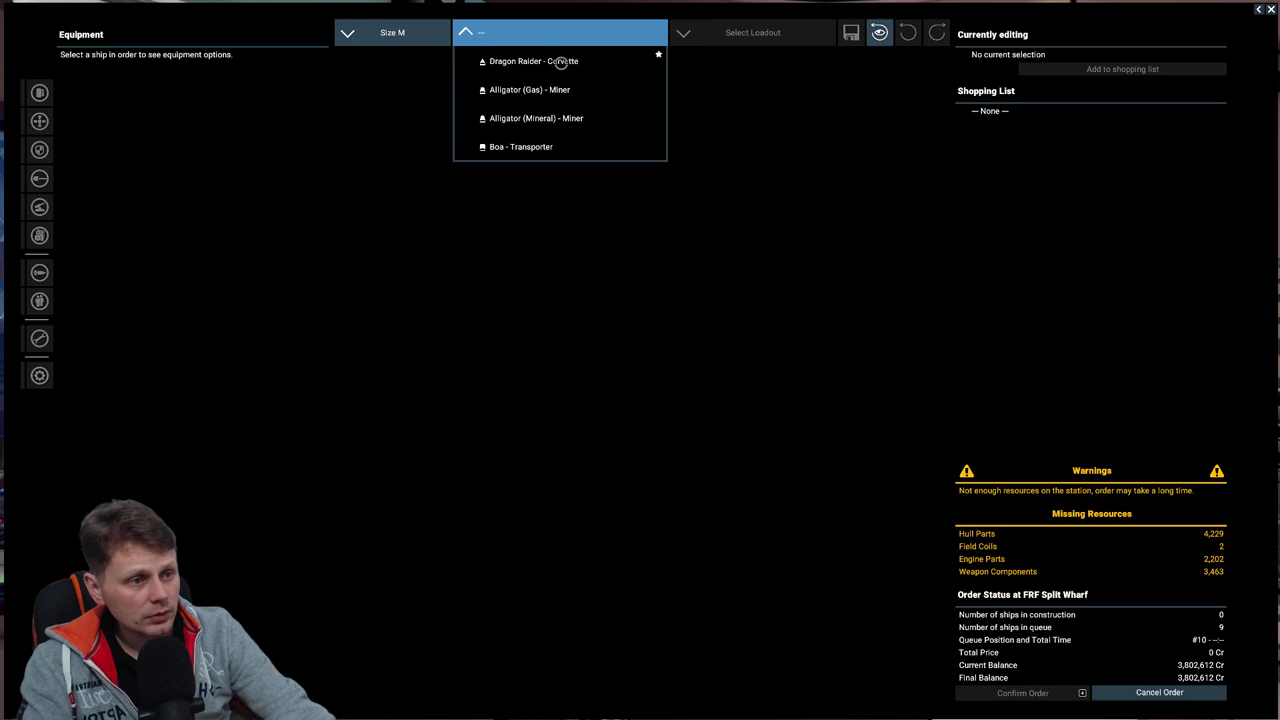 Equipment
Select a ship in order to see equipment options.
Size M
--
Select Loadout
Dragon Raider - Corvette
Alligator (Gas) - Miner
Alligator (Mineral) - Miner
Boa - Transporter
Currently editing
No current selection
Add to shopping list
Shopping List
--- None ---
Warnings
Not enough resources on the station, order may take a long time.
Missing Resources
Hull Parts 4,229
Field Coils 2
Engine Parts 2,202
Weapon Components 3,463
Order Status at FRF Split Wharf
Number of ships in construction 0
Number of ships in queue 9
Queue Position and Total Time #10 - --:--
Total Price 0 Cr
Current Balance 3,802,612 Cr
Final Balance 3,802,612 Cr
Confirm Order
Cancel Order